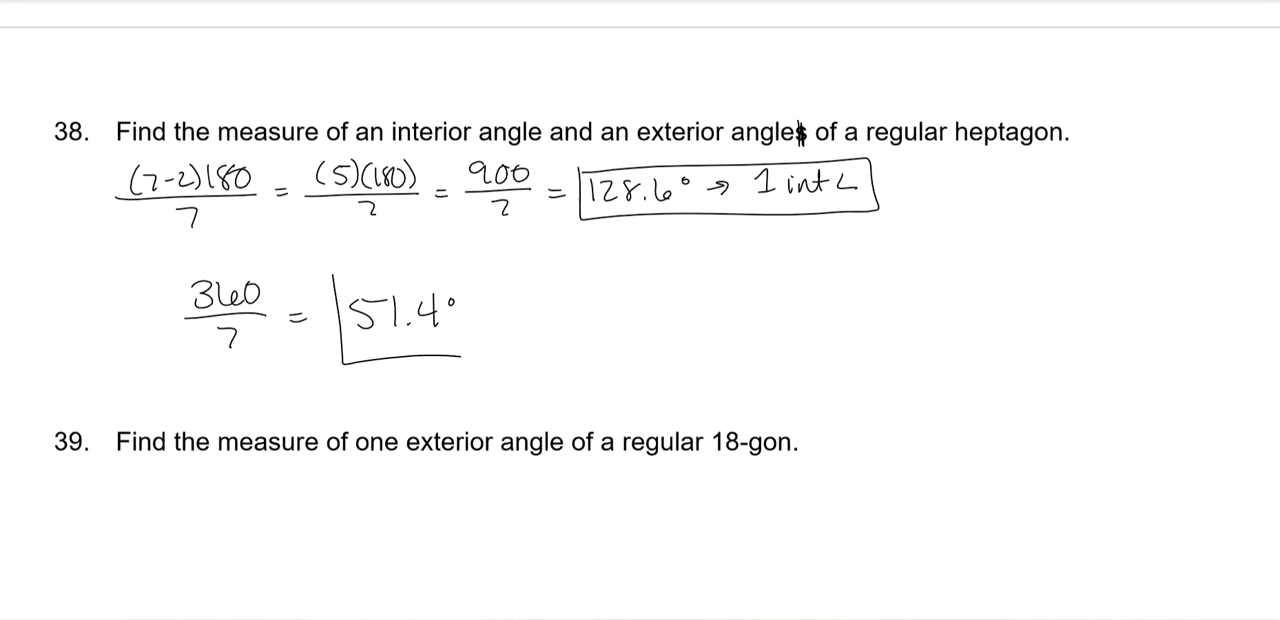 38. Find the measure of an interior angle and an exterior angle of a regular heptagon.
(7-2)180/7 = (5)(180)/7 = 900/7 = 128.6° → 1 int ∠
360/7 = 51.4°
39. Find the measure of one exterior angle of a regular 18-gon.